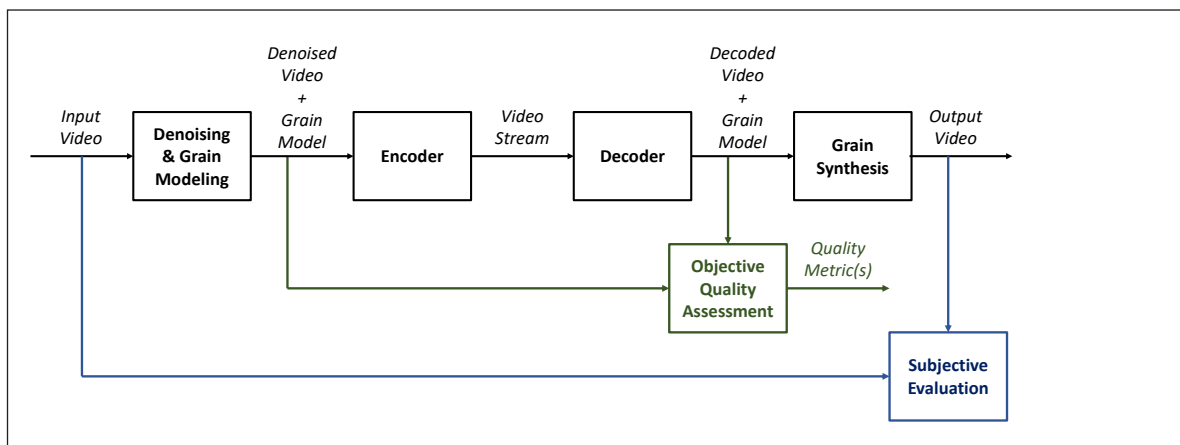 Denoised
Video
+
Grain
Model
Decoded
Video
+
Grain
Model
Input
Video
Denoising
& Grain
Modeling
Encoder
Video
Stream
Decoder
Grain
Synthesis
Output
Video
Objective
Quality
Assessment
Quality
Metric(s)
Subjective
Evaluation